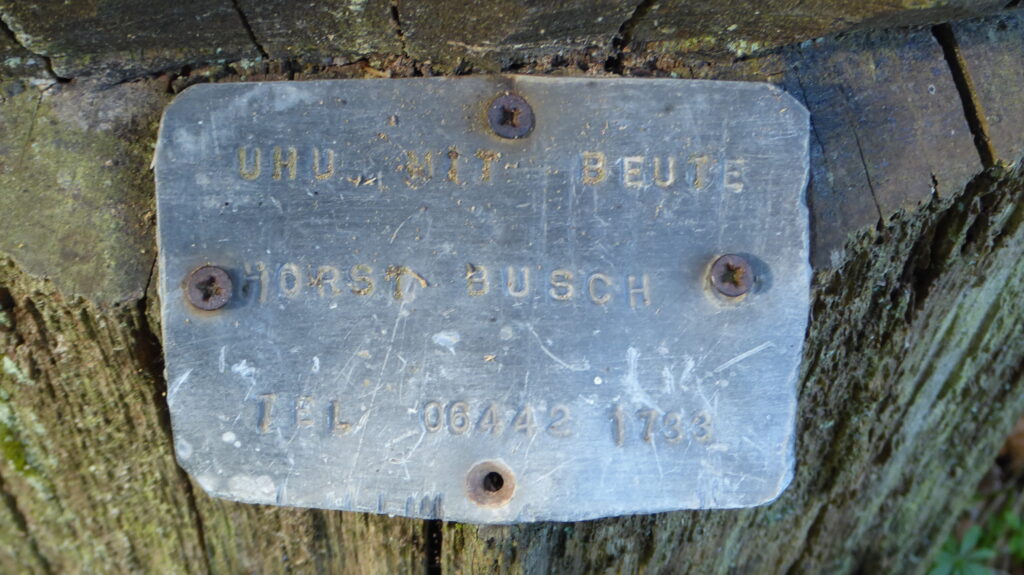 UHU MIT BEUTE
HORST BUSCH
TEL 06442 1733